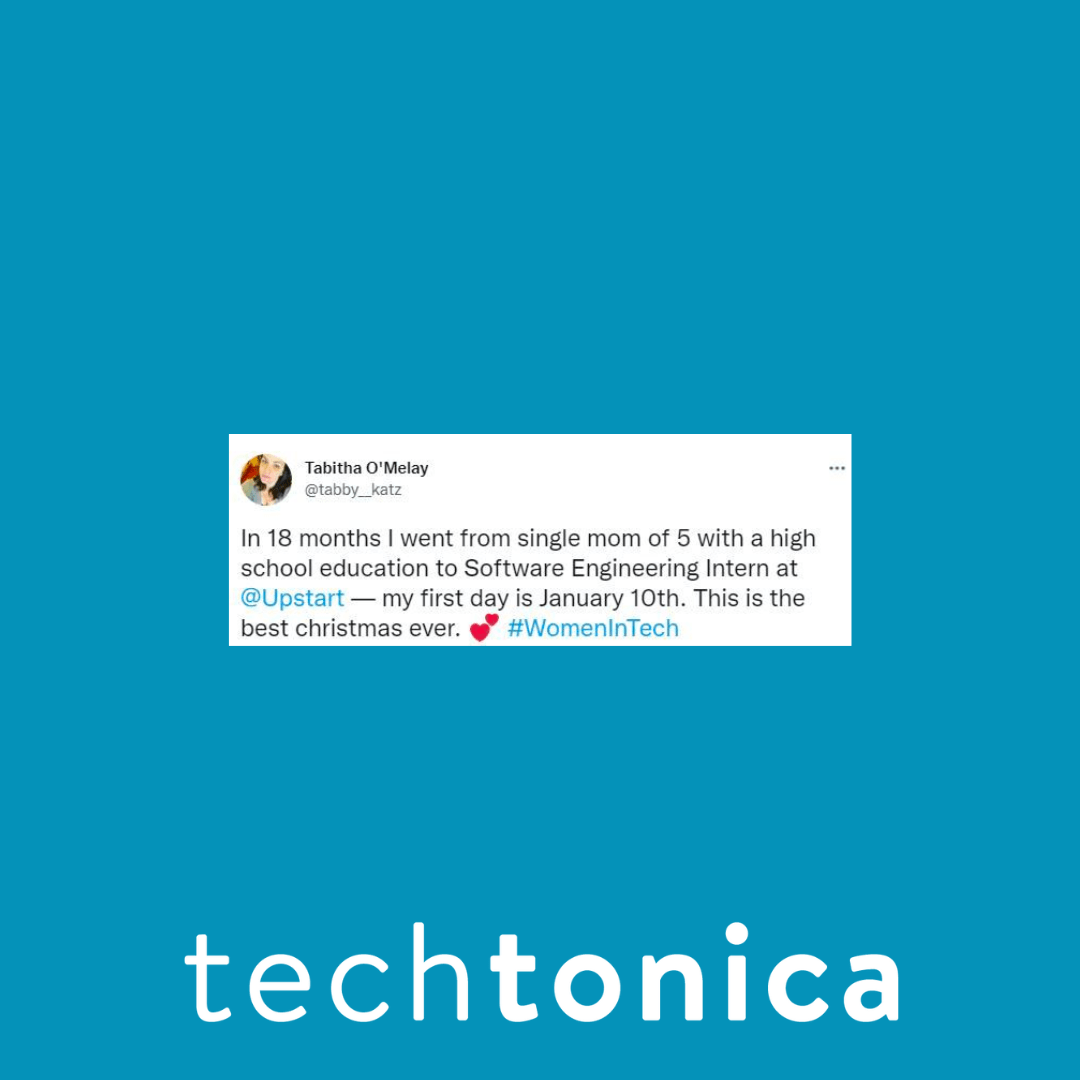 Tabitha O'Melay
@tabby__katz
In 18 months I went from single mom of 5 with a high
school education to Software Engineering Intern at
@Upstart — my first day is January 10th. This is the
best christmas ever. 💕 #WomenInTech
techtonica